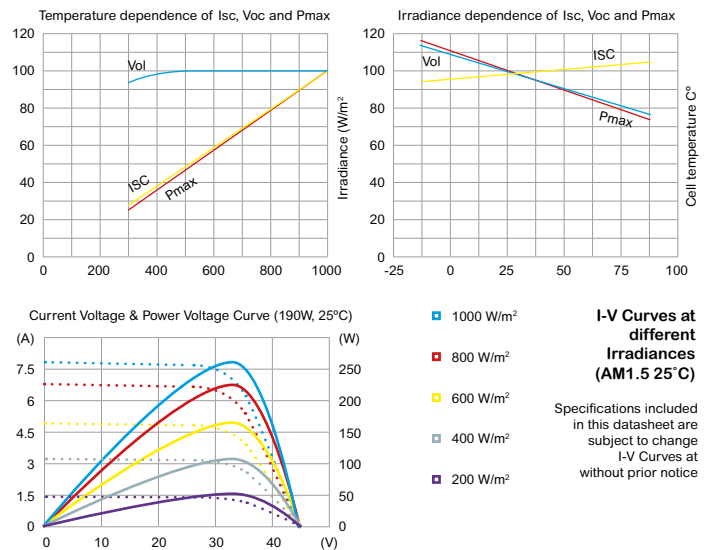 Temperature dependence of Isc, Voc and Pmax
120
100
80
60
40
20
0
0 200 400 600 800 1000
Vol
ISC
Pmax
Irradiance (W/m²
Irradiance dependence of Isc, Voc and Pmax
120
100
80
60
40
20
0
-25 0 25 50 75 100
Vol
ISC
Pmax
Cell temperature C°
Current Voltage & Power Voltage Curve (190W, 25ºC)
(A) (W)
7.5 250
6 200
4.5 150
3 100
1.5 50
0 0
0 10 20 30 40 (V)
1000 W/m²
800 W/m²
600 W/m²
400 W/m²
200 W/m²
I-V Curves at
different
Irradiances
(AM1.5 25˚C)
Specifications included
in this datasheet are
subject to change
I-V Curves at
without prior notice